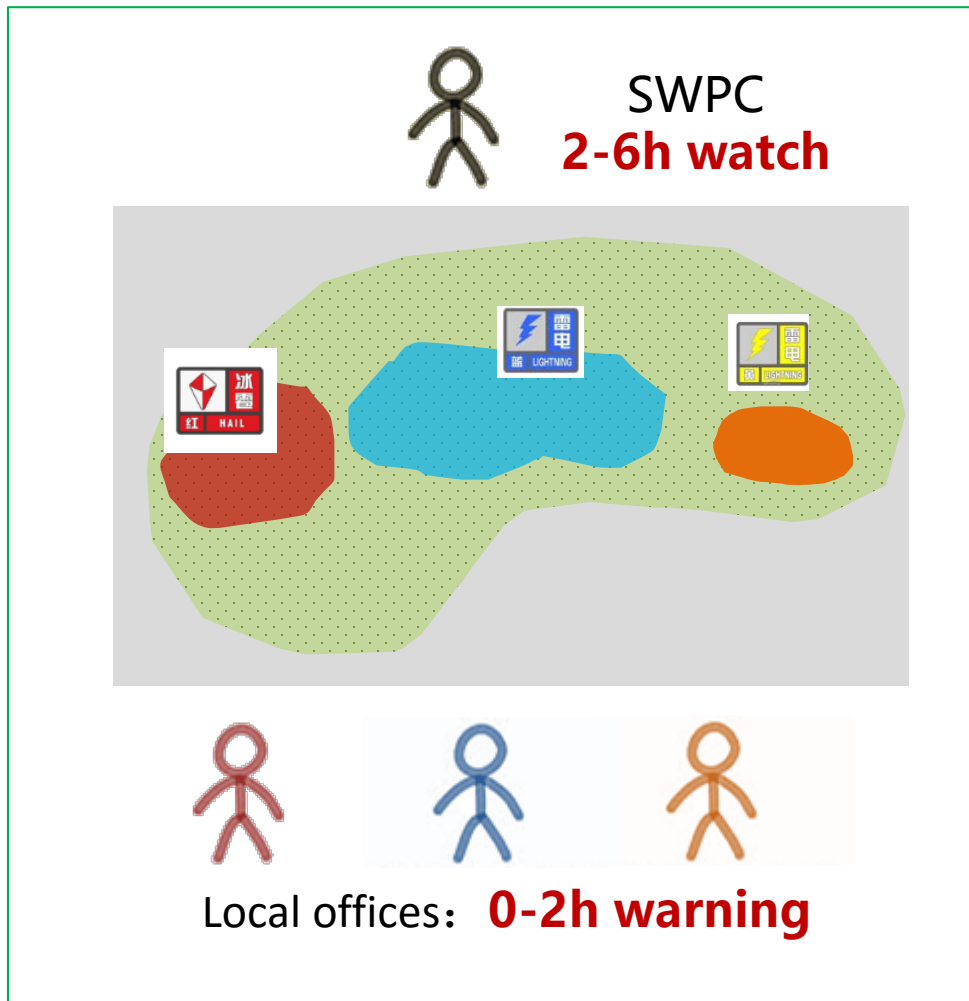 SWPC
2-6h watch
雷电
蓝 LIGHTNING
雷电
LIGHTNING
冰雹
红 HAIL
Local offices：0-2h warning